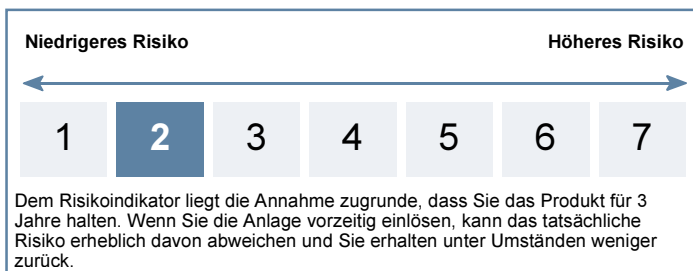 Niedrigeres Risiko Höheres Risiko
1 2 3 4 5 6 7
Dem Risikoindikator liegt die Annahme zugrunde, dass Sie das Produkt für 3
Jahre halten. Wenn Sie die Anlage vorzeitig einlösen, kann das tatsächliche
Risiko erheblich davon abweichen und Sie erhalten unter Umständen weniger
zurück.